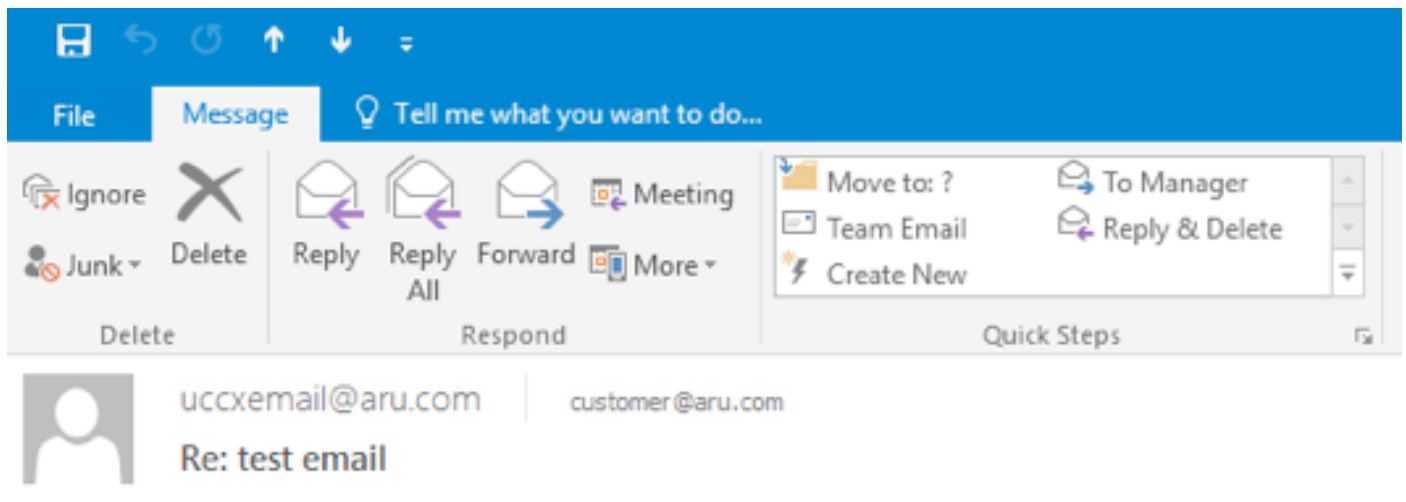 File Message Tell me what you want to do...
Ignore
Junk
Delete
Reply
Reply All
Forward
Meeting
More
Move to: ?
Team Email
Create New
To Manager
Reply & Delete
Delete Respond Quick Steps
uccxemail@aru.com customer@aru.com
Re: test email